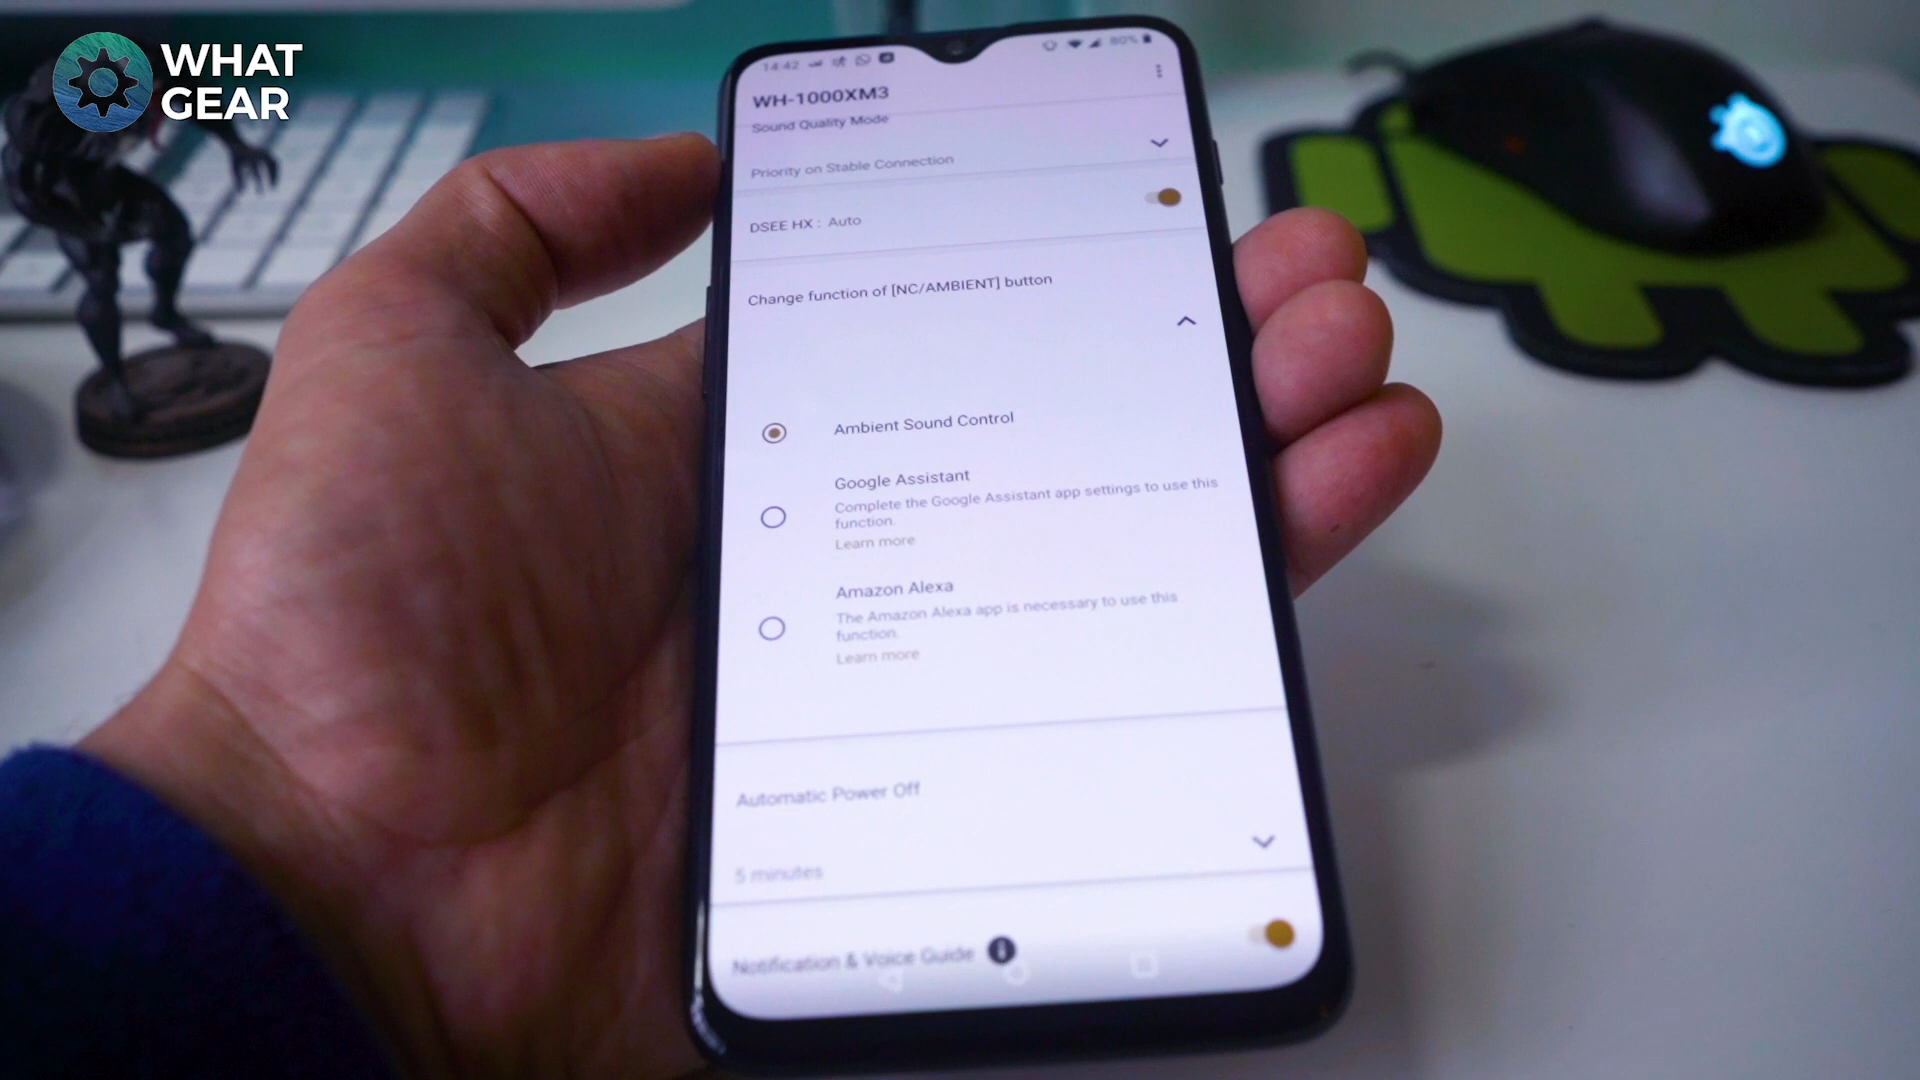 WHAT
GEAR
14:42
80%
WH-1000XM3
Sound Quality Mode
Priority on Stable Connection
DSEE HX : Auto
Change function of [NC/AMBIENT] button
Ambient Sound Control
Google Assistant
Complete the Google Assistant app settings to use this
function.
Learn more
Amazon Alexa
The Amazon Alexa app is necessary to use this
function.
Learn more
Automatic Power Off
5 minutes
Notification & Voice Guide